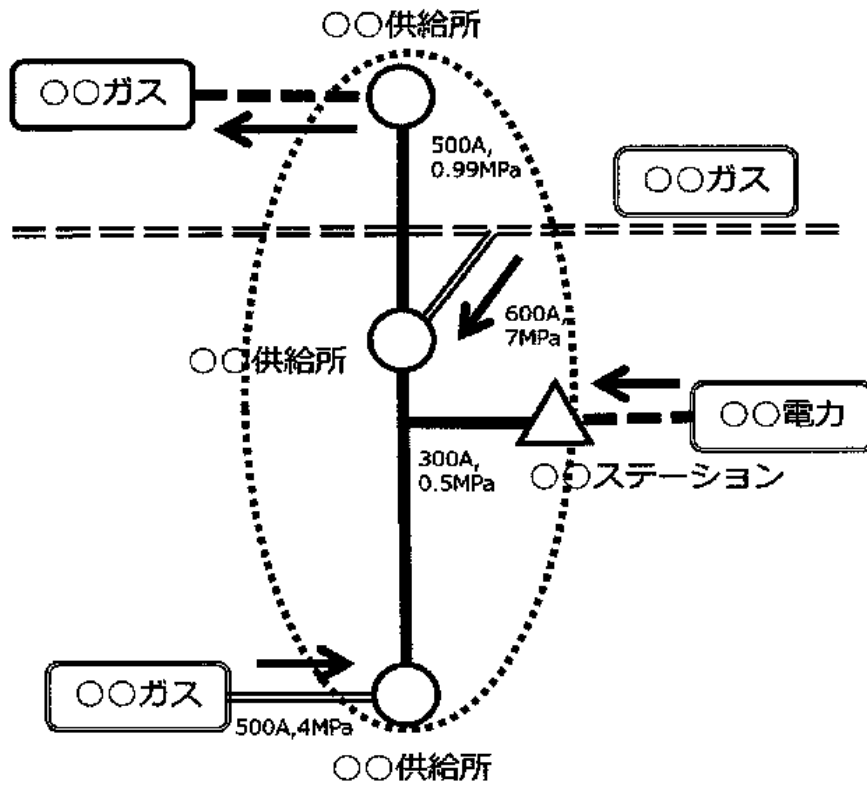 ○○供給所
○○ガス
500A,
0.99MPa
○○ガス
600A,
7MPa
○○供給所
○○電力
300A,
0.5MPa
○○ステーション
○○ガス
500A,4MPa
○○供給所